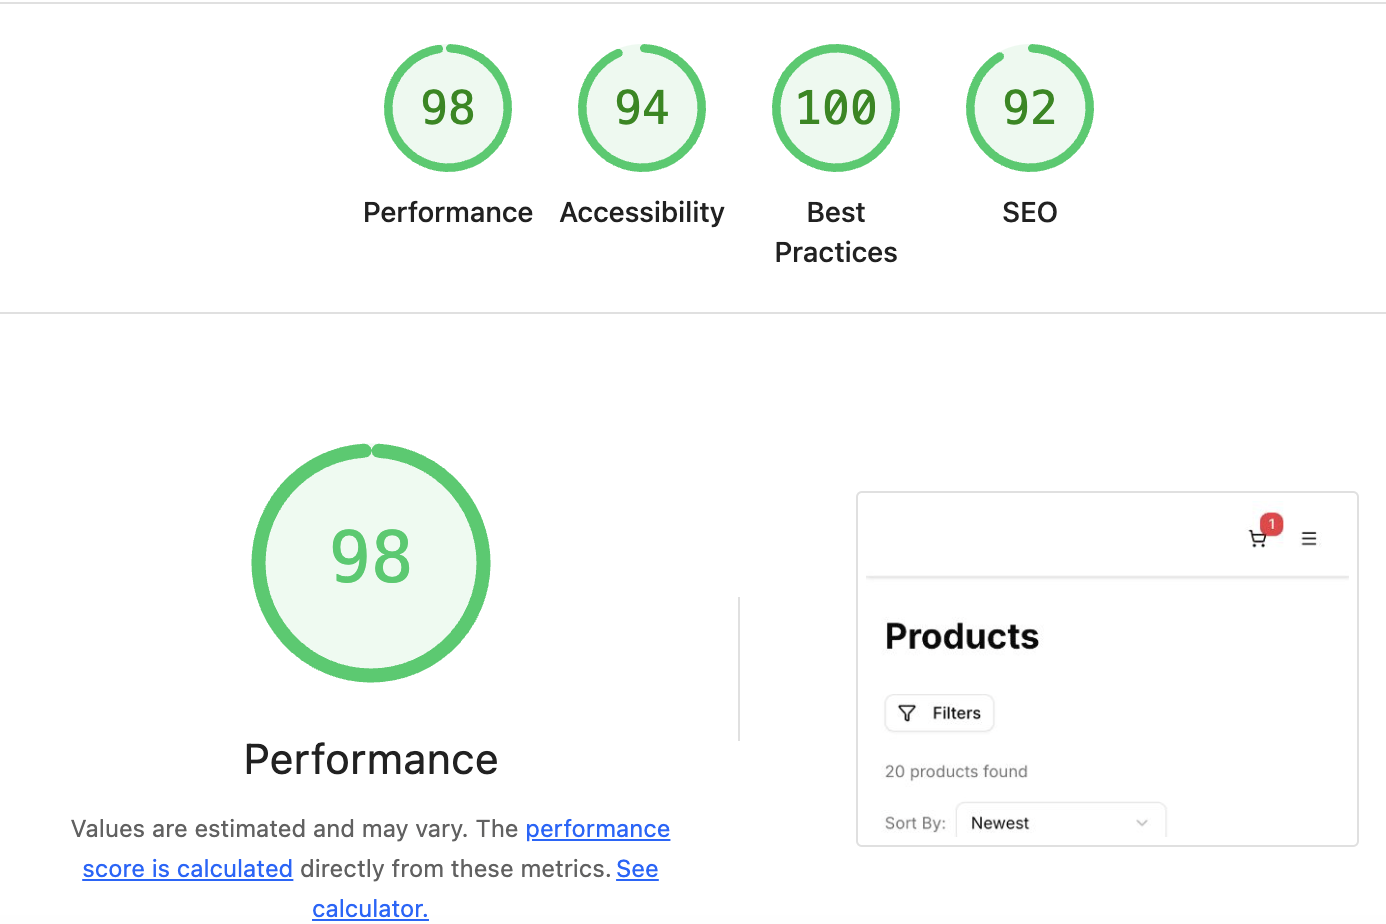 98
94
100
92
Performance
Accessibility
Best
Practices
SEO
98
Performance
Values are estimated and may vary. The performance
score is calculated directly from these metrics. See
calculator.
1
Products
Filters
20 products found
Sort By: Newest